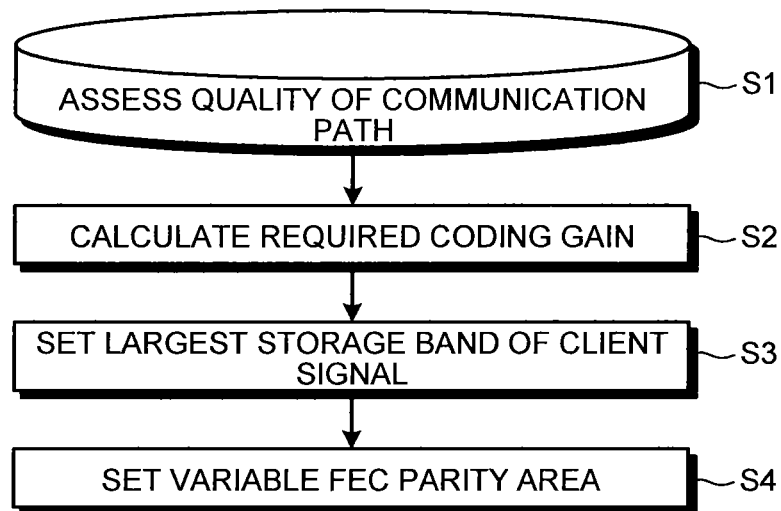 ASSESS QUALITY OF COMMUNICATION
PATH
S1
CALCULATE REQUIRED CODING GAIN
S2
SET LARGEST STORAGE BAND OF CLIENT
SIGNAL
S3
SET VARIABLE FEC PARITY AREA
S4